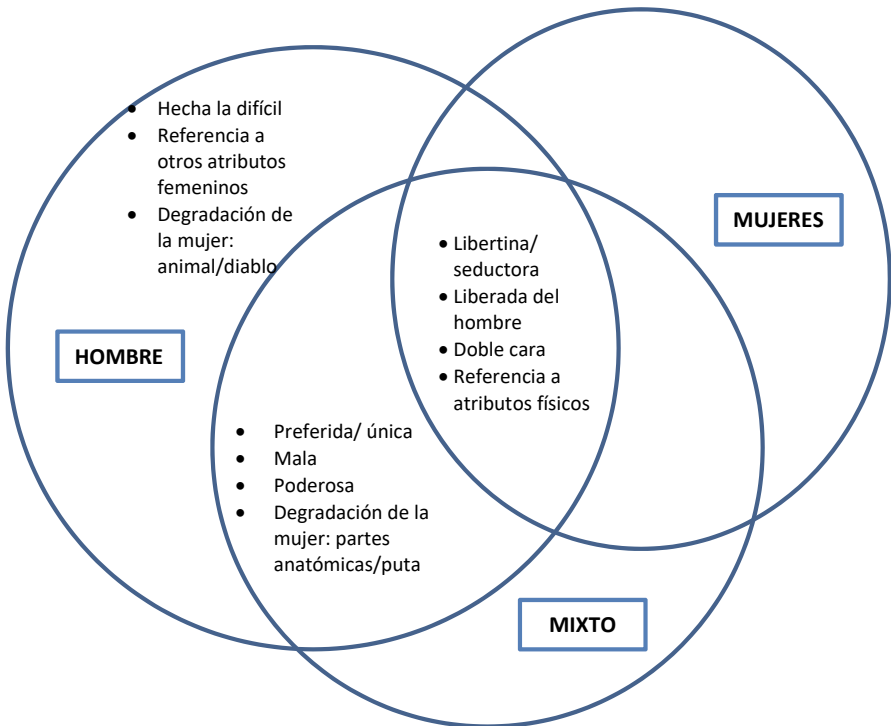 • Hecha la difícil
• Referencia a
otros atributos
femeninos
• Degradación de
la mujer:
animal/diablo
HOMBRE
MUJERES
• Libertina/
seductora
• Liberada del
hombre
• Doble cara
• Referencia a
atributos físicos
• Preferida/ única
• Mala
• Poderosa
• Degradación de la
mujer: partes
anatómicas/puta
MIXTO